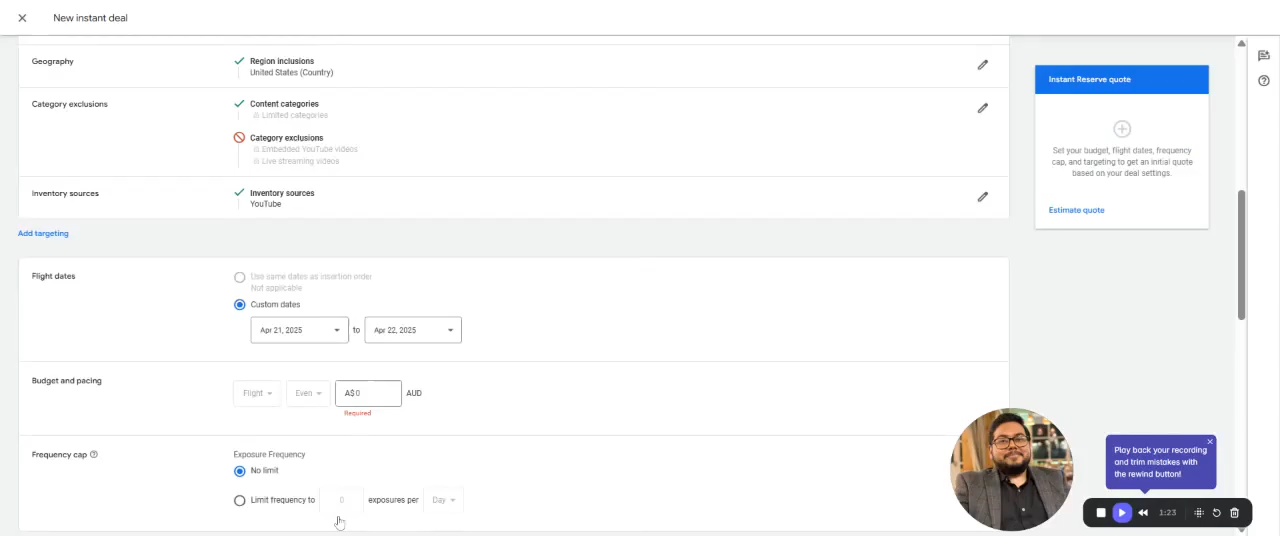 New instant deal
Geography
Region inclusions
United States (Country)
Category exclusions
Content categories
Limited categories
Category exclusions
Embedded YouTube videos
Live streaming videos
Inventory sources
Inventory sources
YouTube
Add targeting
Instant Reserve quote
Set your budget, flight dates, frequency
cap, and targeting to get an initial quote
based on your deal settings.
Estimate quote
Flight dates
Use same dates as insertion order
Not applicable
Custom dates
Apr 21, 2025 to Apr 22, 2025
Budget and pacing
Flight Even A$ 0 AUD
Required
Frequency cap
Exposure Frequency
No limit
Limit frequency to 0 exposures per Day
Play back your recording
and trim mistakes with
the rewind button!
1:23